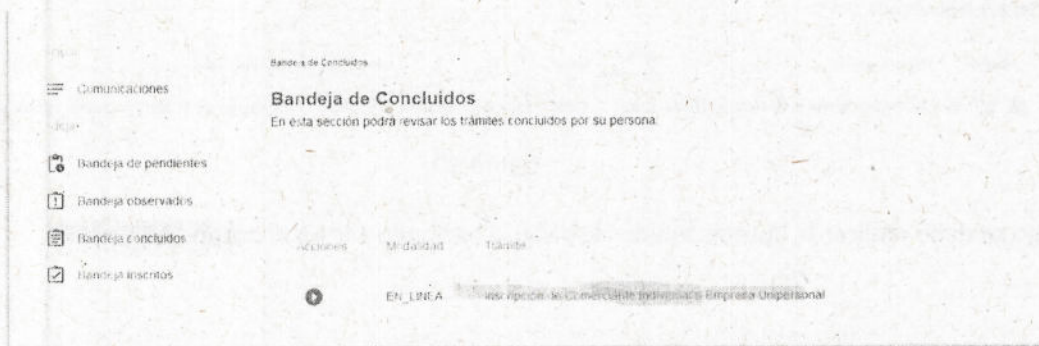 Comunicaciones
Bandeja de pendientes
Bandeja observados
Bandeja concluidos
Bandeja inscritos
Bandeja de Concluidos
Bandeja de Concluidos
En esta sección podrá revisar los trámites concluidos por su persona.
Acciones Modalidad Trámite
EN_LINEA Inscripción de Comerciante Individual o Empresa Unipersonal